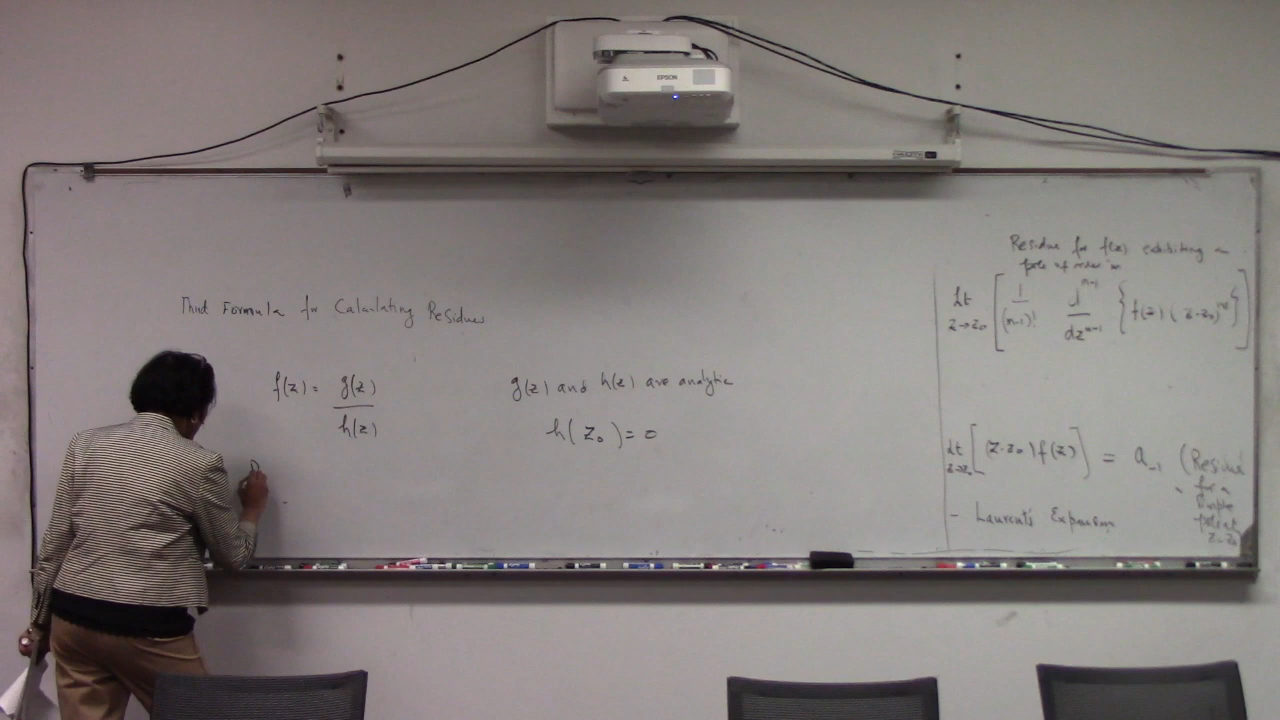 EPSON
Third Formula for Calculating Residues
f(z) = g(z) / h(z)
g(z) and h(z) are analytic
h(z₀) = 0
Residue for f(z) exhibiting a
pole of order m
Lt z→z₀ [ 1/(m-1)! d^(m-1)/dz^(m-1) { f(z) (z-z₀)^m } ]
Lt z→z₀ [ (z-z₀) f(z) ] = a₋₁ (Residue
for a
simple
pole at
z=z₀
- Laurent's Expansion